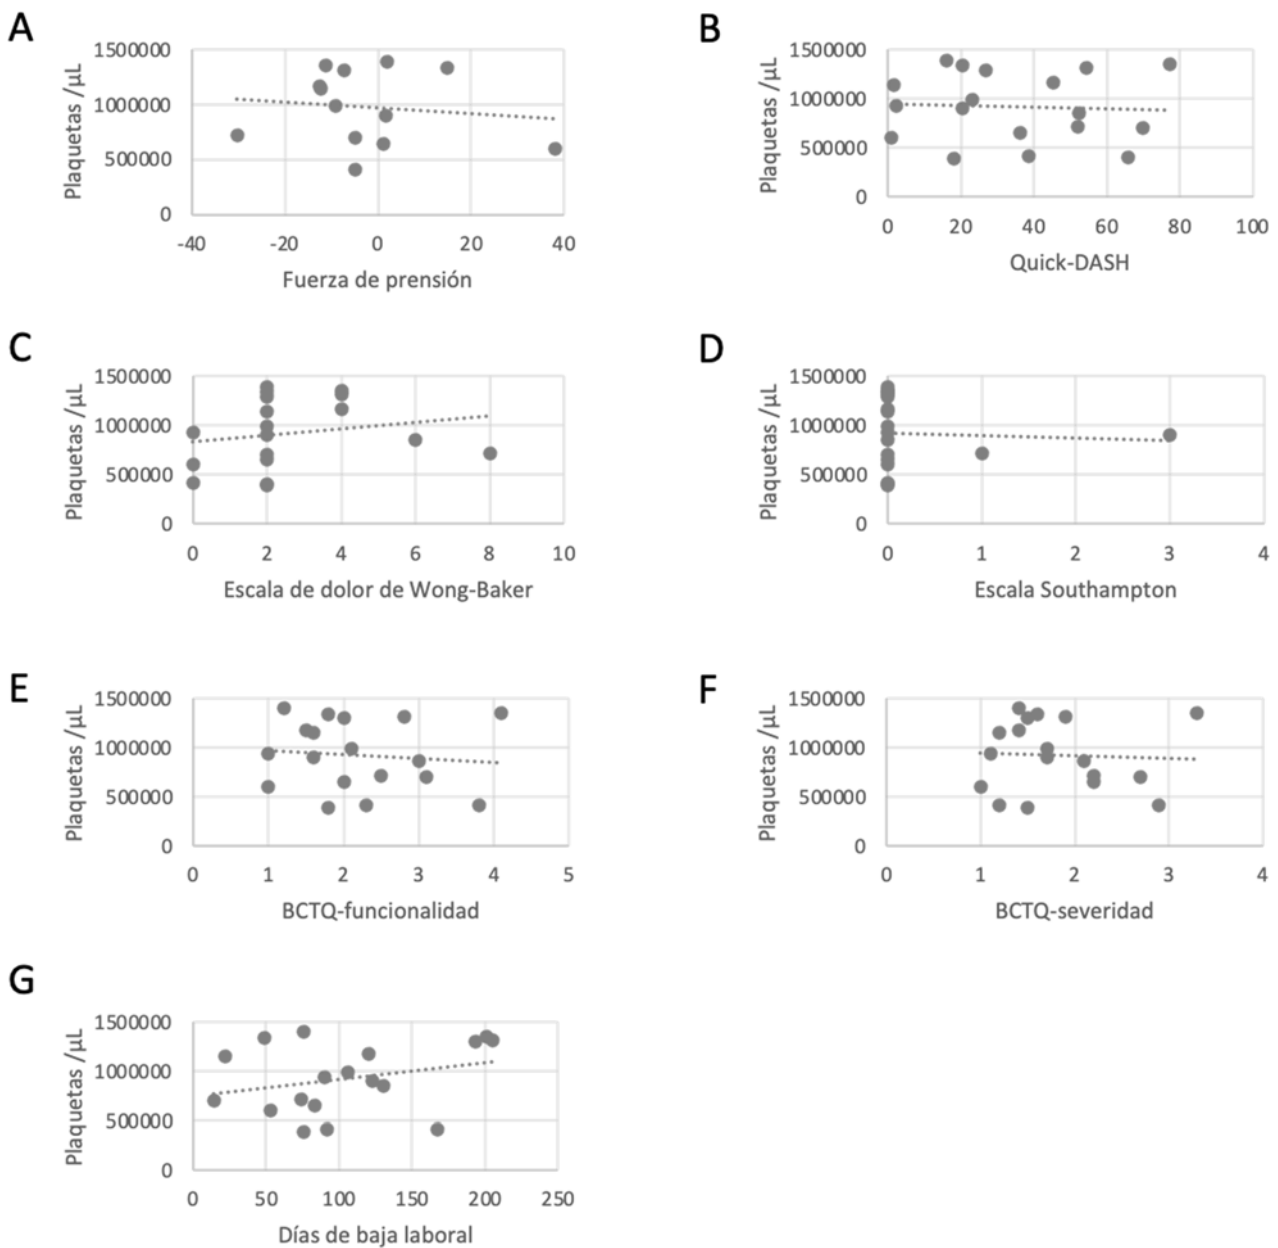 A
Plaquetas /µL
1500000
1000000
500000
0
-40 -20 0 20 40
Fuerza de prensión
B
Plaquetas /µL
1500000
1000000
500000
0
0 20 40 60 80 100
Quick-DASH
C
Plaquetas /µL
1500000
1000000
500000
0
0 2 4 6 8 10
Escala de dolor de Wong-Baker
D
Plaquetas /µL
1500000
1000000
500000
0
0 1 2 3 4
Escala Southampton
E
Plaquetas /µL
1500000
1000000
500000
0
0 1 2 3 4 5
BCTQ-funcionalidad
F
Plaquetas /µL
1500000
1000000
500000
0
0 1 2 3 4
BCTQ-severidad
G
Plaquetas /µL
1500000
1000000
500000
0
0 50 100 150 200 250
Días de baja laboral